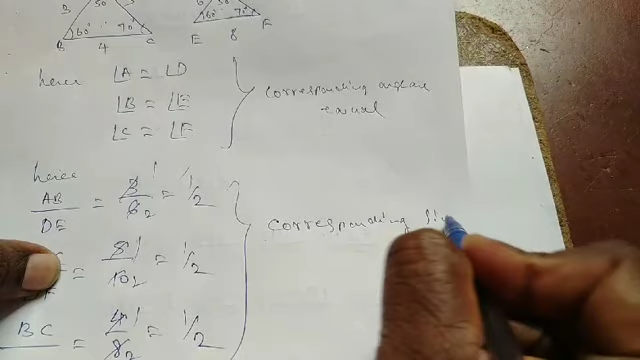 50° 5
60° 70° 60° 70°
B 4 C E 8 F
here ∠A = ∠D
∠B = ∠E
∠C = ∠F
Corresponding angles
equal
here
AB/DE = 3/6 = 1/2
5/10 = 1/2
BC = 4/8 = 1/2
Corresponding